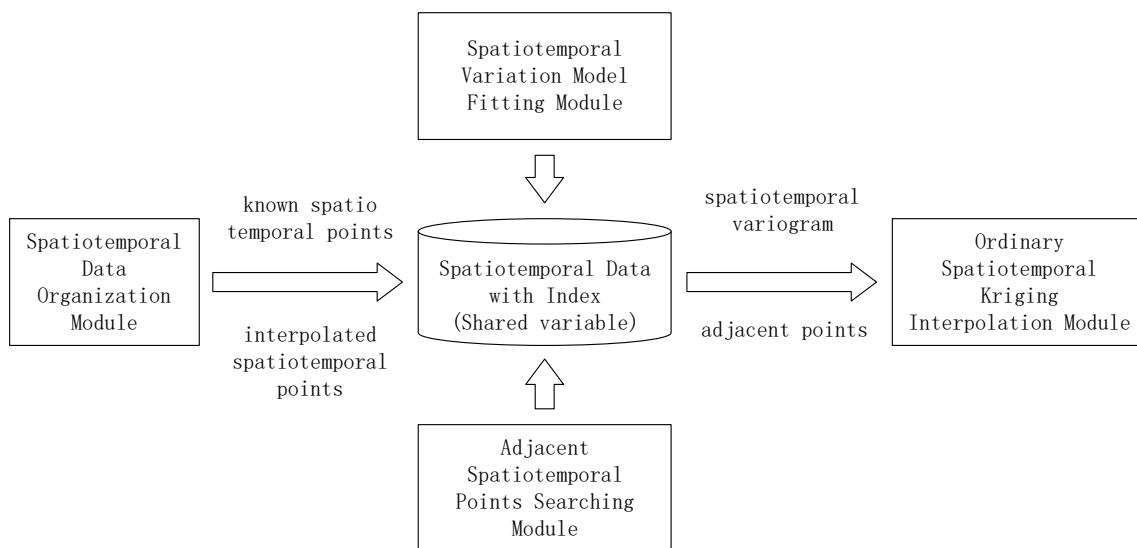 Spatiotemporal
Variation Model
Fitting Module
known spatio
temporal points
spatiotemporal
variogram
Spatiotemporal
Data
Organization
Module
Spatiotemporal Data
with Index
(Shared variable)
Ordinary
Spatiotemporal
Kriging
Interpolation Module
interpolated
spatiotemporal
points
adjacent points
Adjacent
Spatiotemporal
Points Searching
Module